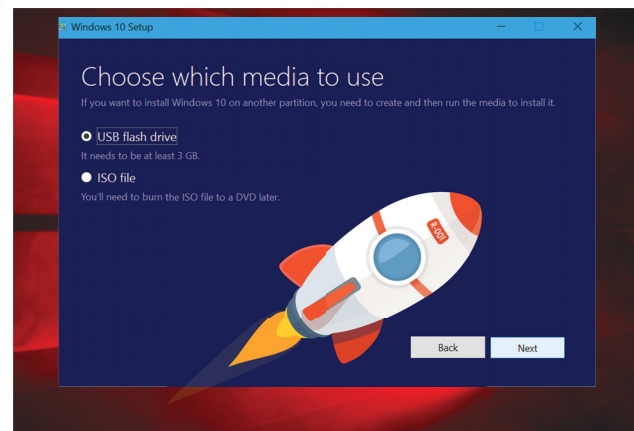 Windows 10 Setup
Choose which media to use
If you want to install Windows 10 on another partition, you need to create and then run the media to install it.
USB flash drive
It needs to be at least 3 GB.
ISO file
You'll need to burn the ISO file to a DVD later.
R-001
Back
Next